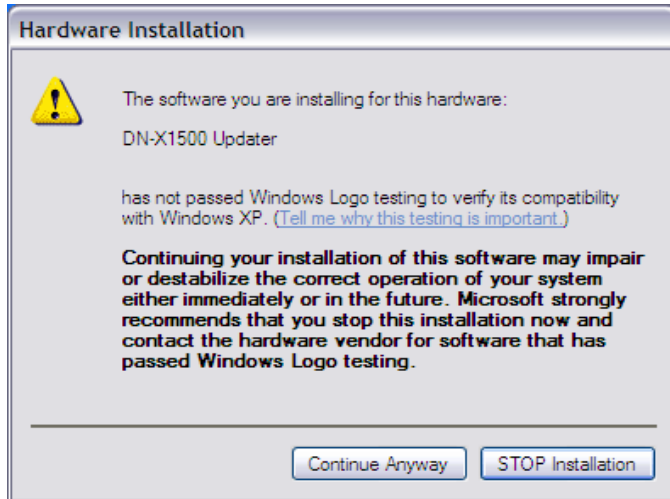 Hardware Installation
The software you are installing for this hardware:
DN-X1500 Updater
has not passed Windows Logo testing to verify its compatibility
with Windows XP. (Tell me why this testing is important.)
Continuing your installation of this software may impair
or destabilize the correct operation of your system
either immediately or in the future. Microsoft strongly
recommends that you stop this installation now and
contact the hardware vendor for software that has
passed Windows Logo testing.
Continue Anyway
STOP Installation